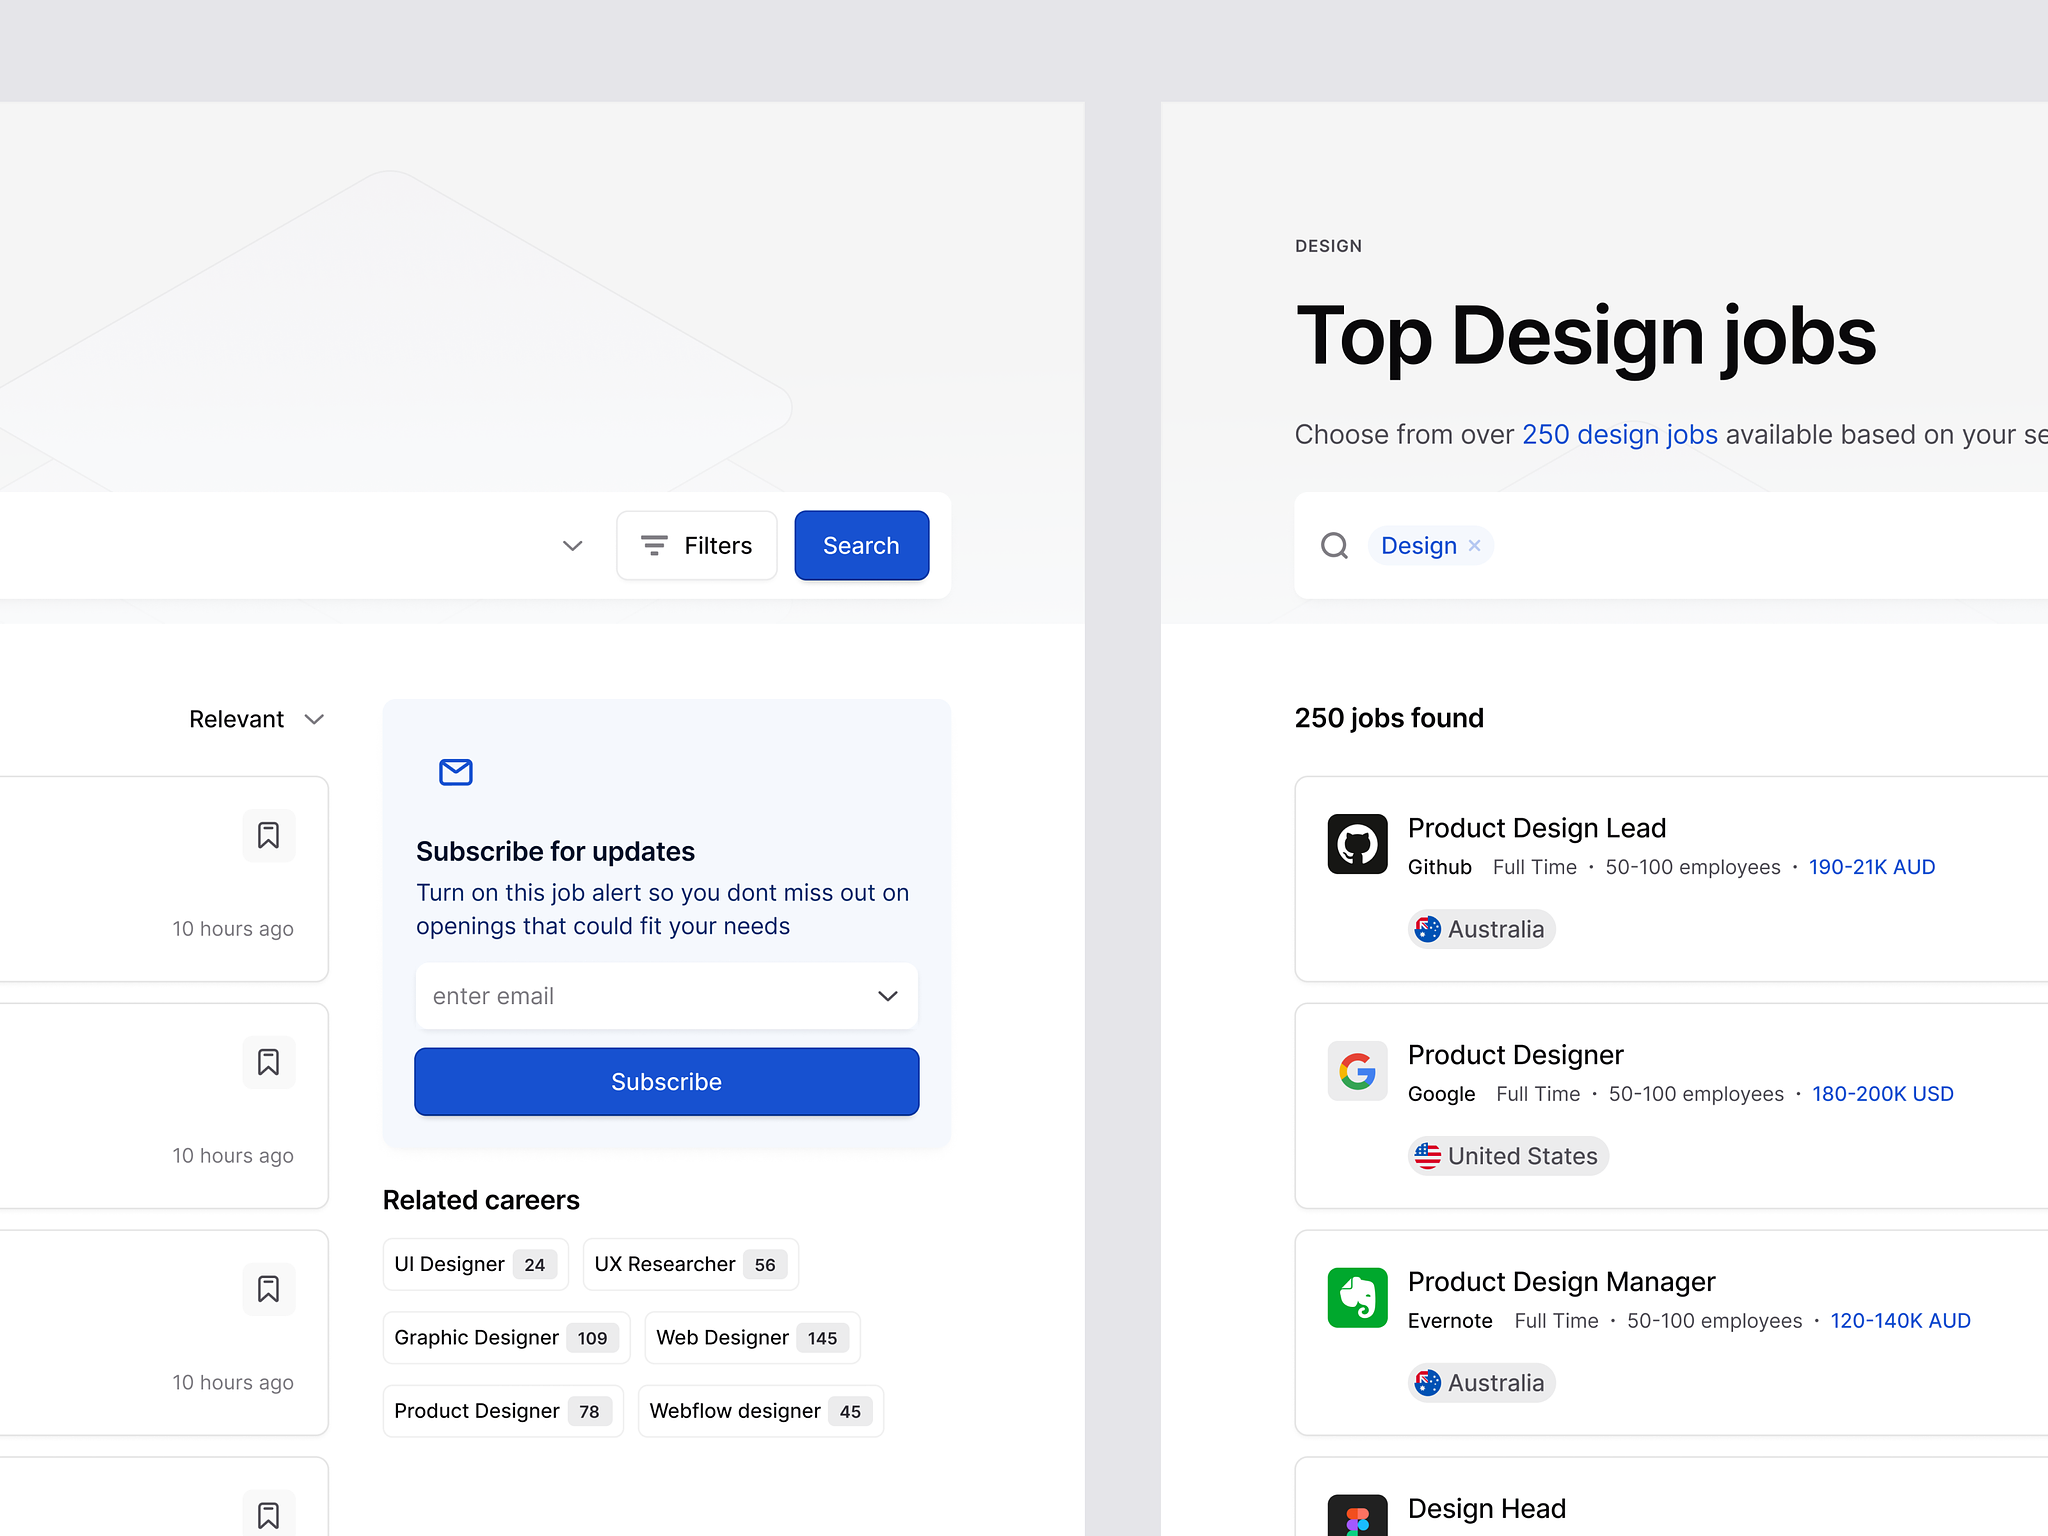 Filters
Search
Relevant
10 hours ago
10 hours ago
10 hours ago
Subscribe for updates
Turn on this job alert so you dont miss out on
openings that could fit your needs
enter email
Subscribe
Related careers
UI Designer 24
UX Researcher 56
Graphic Designer 109
Web Designer 145
Product Designer 78
Webflow designer 45
DESIGN
Top Design jobs
Choose from over 250 design jobs available based on your se
Design ×
250 jobs found
Product Design Lead
Github Full Time · 50-100 employees · 190-21K AUD
Australia
Product Designer
Google Full Time · 50-100 employees · 180-200K USD
United States
Product Design Manager
Evernote Full Time · 50-100 employees · 120-140K AUD
Australia
Design Head